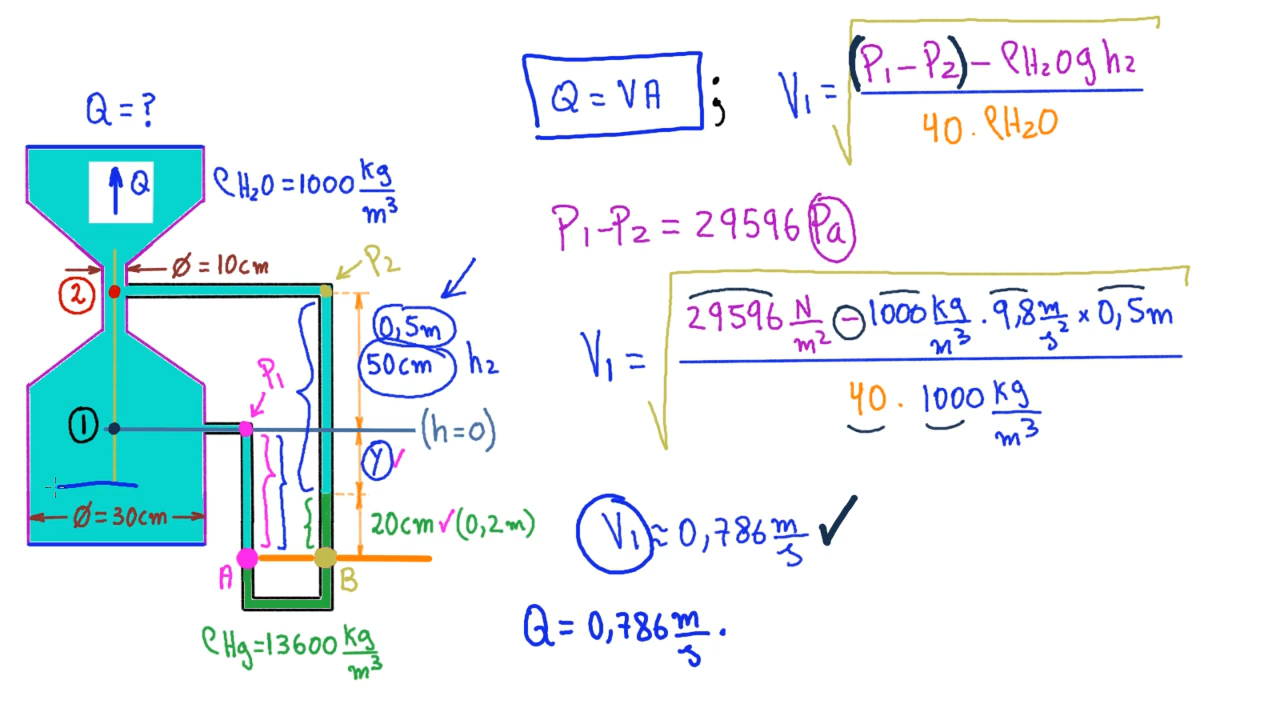 Q = ?
Q
ρH₂O = 1000 kg/m³
Ø = 10cm
P₂
②
0,5m
50cm
h₂
P₁
①
(h=0)
Y ✓
Ø = 30cm
20cm ✓ (0,2m)
A
B
ρHg = 13600 kg/m³
Q = VA ;
V₁ = √(((P₁ - P₂) - ρH₂O g h₂) / (40 . ρH₂O))
P₁ - P₂ = 29596 Pa
V₁ = √((29596 N/m² - 1000 kg/m³ . 9,8 m/s² × 0,5m) / (40 . 1000 kg/m³))
V₁ ≈ 0,786 m/s ✓
Q = 0,786 m/s .